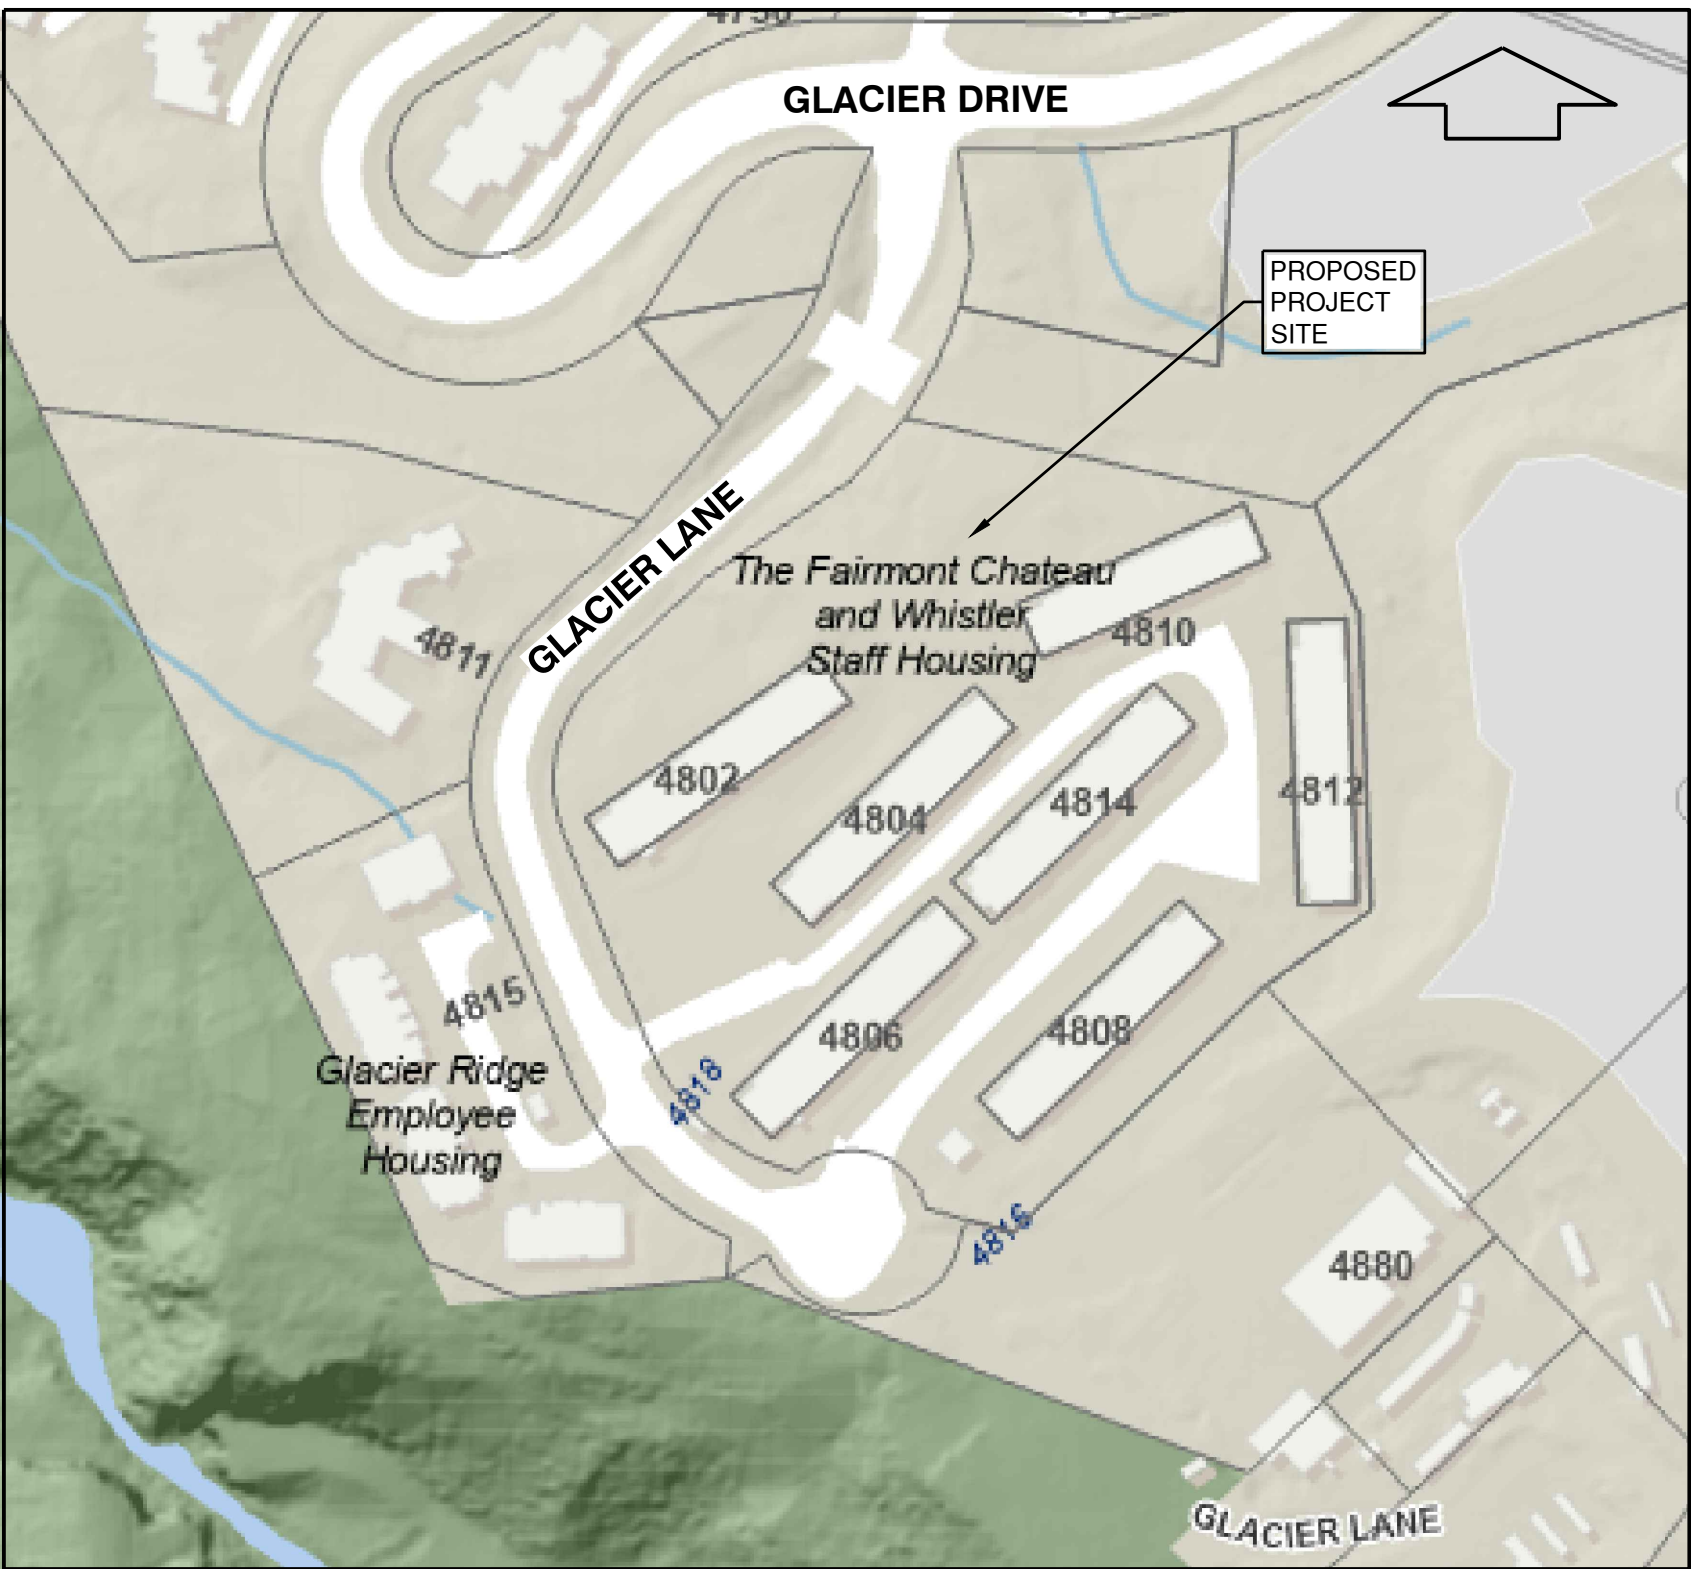 GLACIER DRIVE
PROPOSED
PROJECT
SITE
GLACIER LANE
The Fairmont Chateau
and Whistler
Staff Housing
4810
4811
4802
4804
4814
4812
4815
4806
4808
4818
Glacier Ridge
Employee
Housing
4816
4880
GLACIER LANE